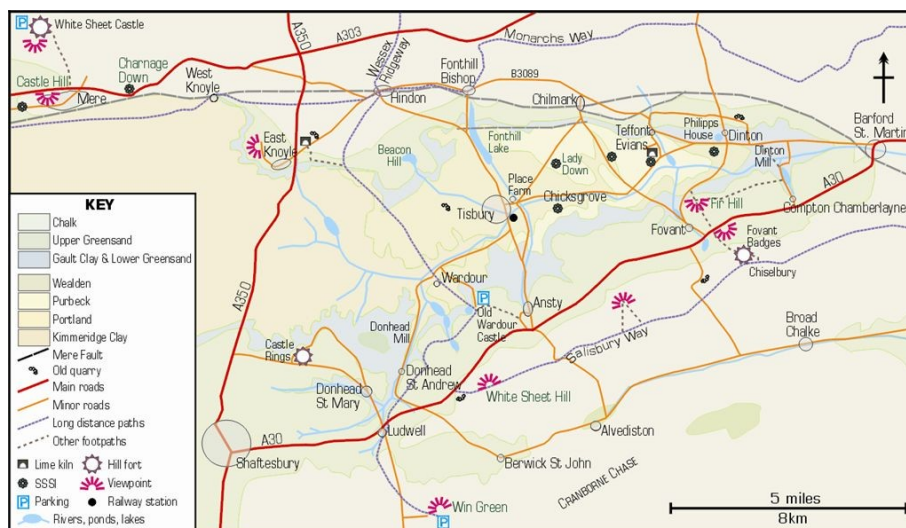 White Sheet Castle
A350
A303
Monarchs Way
Castle Hill
Charnage
Down
Mere
West
Knoyle
Wessex
Ridgeway
Hindon
Fonthill
Bishop
B3089
Chilmark
East
Knoyle
Beacon
Hill
Fonthill
Lake
Lady
Down
Teffont
Evians
Philipps
House
Dinton
Dinton
Mill
Barford
St. Martin
Place
Farm
Tisbury
Chicksgrove
Fir Hill
A30
Compton Chamberlayne
Fovant
Fovant
Badges
Chiselbury
Wardour
Old
Wardour
Castle
Ansty
A350
Castle
Rings
Donhead
Mill
Donhead
St Andrew
Donhead
St Mary
White Sheet Hill
Salisbury Way
Broad
Chalke
A30
Shaftesbury
Ludwell
Alvediston
Berwick St John
CRANBORNE CHASE
Win Green
5 miles
8km
KEY
Chalk
Upper Greensand
Gault Clay & Lower Greensand
Wealden
Purbeck
Portland
Kimmeridge Clay
Mere Fault
Old quarry
Main roads
Minor roads
Long distance paths
Other footpaths
Lime kiln
Hill fort
SSSI
Viewpoint
P
Parking
Railway station
Rivers, ponds, lakes
P
P
P